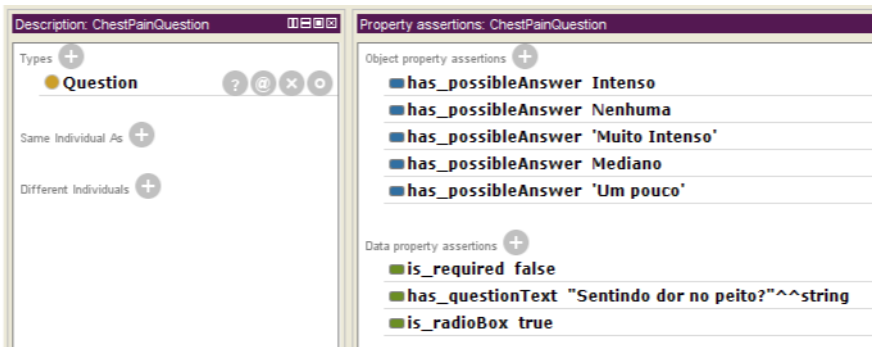 Description: ChestPainQuestion
Types
Question
Same Individual As
Different Individuals
Property assertions: ChestPainQuestion
Object property assertions
has_possibleAnswer Intenso
has_possibleAnswer Nenhuma
has_possibleAnswer 'Muito Intenso'
has_possibleAnswer Mediano
has_possibleAnswer 'Um pouco'
Data property assertions
is_required false
has_questionText "Sentindo dor no peito?"^^string
is_radioBox true